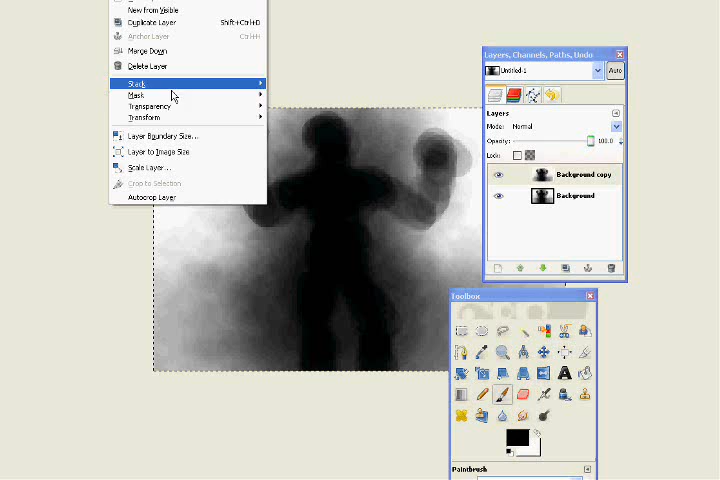 New from Visible
Duplicate Layer Shift+Ctrl+D
Anchor Layer Ctrl+H
Merge Down
Delete Layer
Stack
Mask
Transparency
Transform
Layer Boundary Size...
Layer to Image Size
Scale Layer...
Crop to Selection
Autocrop Layer
Layers, Channels, Paths, Undo
Untitled-1 Auto
Layers
Mode: Normal
Opacity: 100.0
Lock:
Background copy
Background
Toolbox
Paintbrush